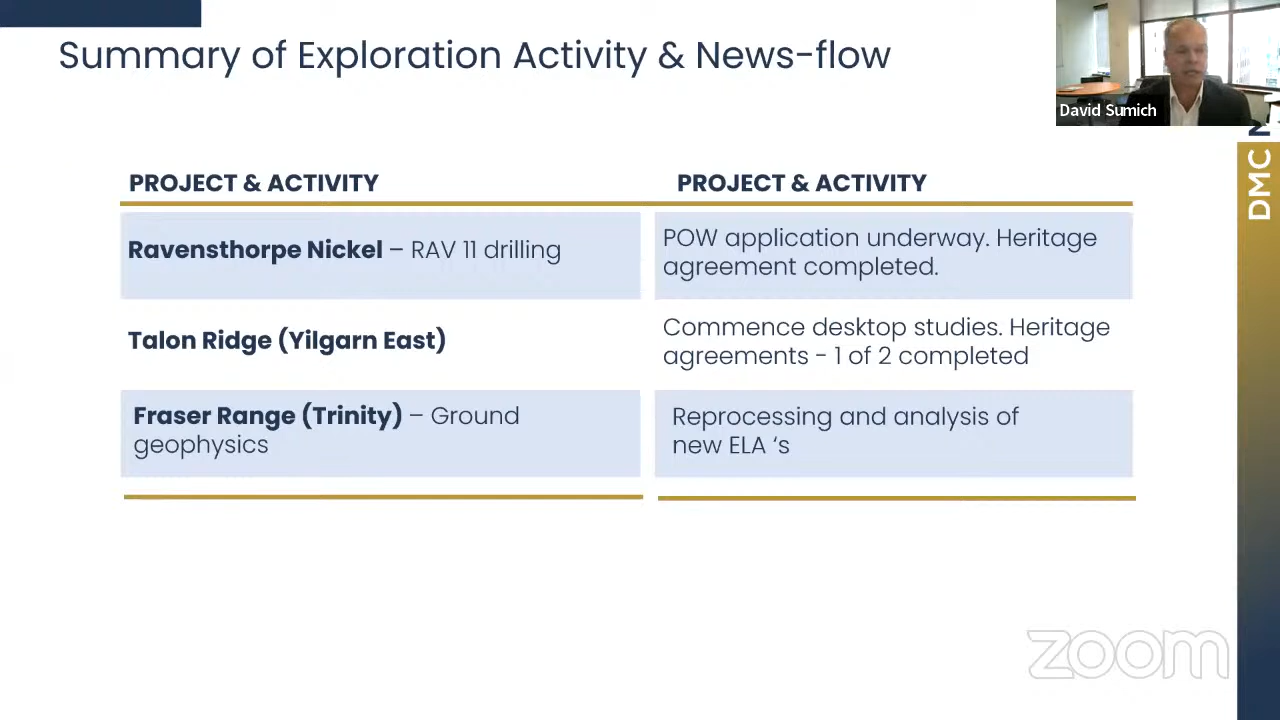 Summary of Exploration Activity & News-flow
David Sumich
DMC N
PROJECT & ACTIVITY
PROJECT & ACTIVITY
Ravensthorpe Nickel – RAV 11 drilling
POW application underway. Heritage
agreement completed.
Talon Ridge (Yilgarn East)
Commence desktop studies. Heritage
agreements - 1 of 2 completed
Fraser Range (Trinity) – Ground
geophysics
Reprocessing and analysis of
new ELA ‘s
zoom